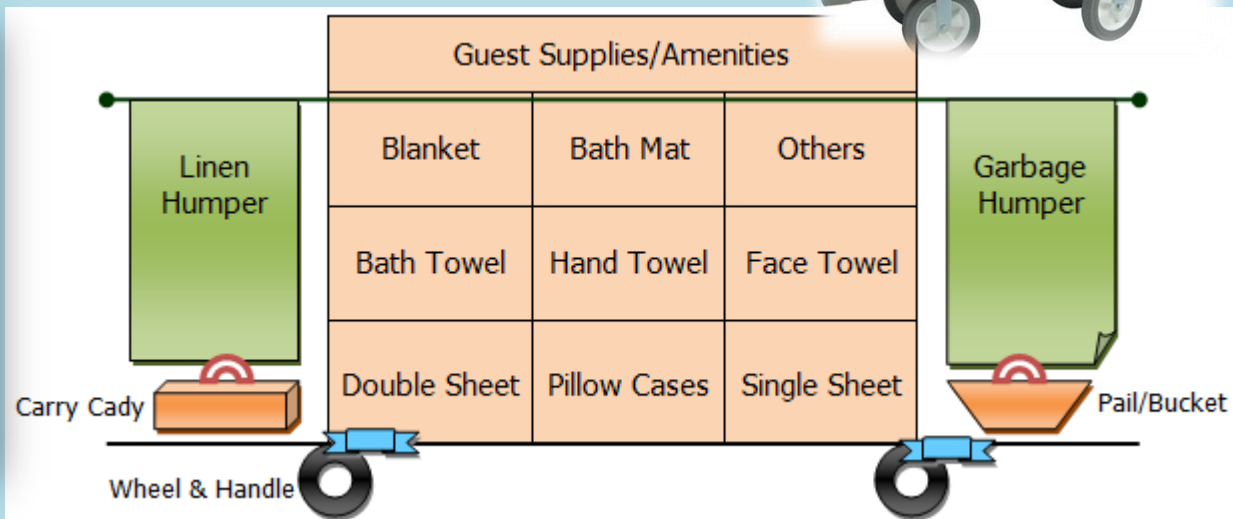 Guest Supplies/Amenities
Linen
Humper
Blanket
Bath Mat
Others
Garbage
Humper
Bath Towel
Hand Towel
Face Towel
Carry Cady
Double Sheet
Pillow Cases
Single Sheet
Pail/Bucket
Wheel & Handle